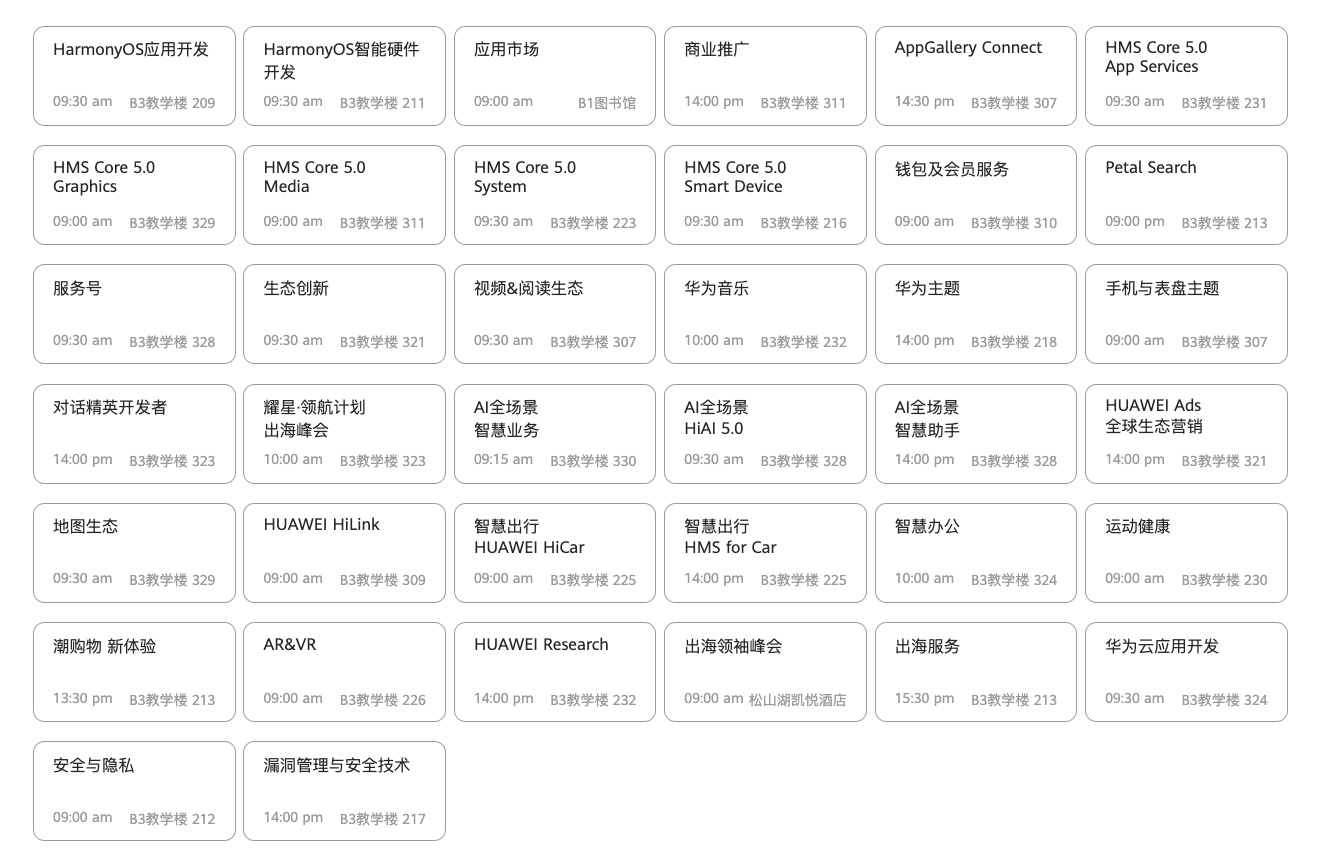 HarmonyOS应用开发
09:30 am B3教学楼 209
HarmonyOS智能硬件
开发
09:30 am B3教学楼 211
应用市场
09:00 am B1图书馆
商业推广
14:00 pm B3教学楼 311
AppGallery Connect
14:30 pm B3教学楼 307
HMS Core 5.0
App Services
09:30 am B3教学楼 231
HMS Core 5.0
Graphics
09:00 am B3教学楼 329
HMS Core 5.0
Media
09:00 am B3教学楼 311
HMS Core 5.0
System
09:30 am B3教学楼 223
HMS Core 5.0
Smart Device
09:30 am B3教学楼 216
钱包及会员服务
09:00 am B3教学楼 310
Petal Search
09:00 pm B3教学楼 213
服务号
09:30 am B3教学楼 328
生态创新
09:30 am B3教学楼 321
视频&阅读生态
09:30 am B3教学楼 307
华为音乐
10:00 am B3教学楼 232
华为主题
14:00 pm B3教学楼 218
手机与表盘主题
09:00 am B3教学楼 307
对话精英开发者
14:00 pm B3教学楼 323
耀星·领航计划
出海峰会
10:00 am B3教学楼 323
AI全场景
智慧业务
09:15 am B3教学楼 330
AI全场景
HiAI 5.0
09:30 am B3教学楼 328
AI全场景
智慧助手
14:00 pm B3教学楼 328
HUAWEI Ads
全球生态营销
14:00 pm B3教学楼 321
地图生态
09:30 am B3教学楼 329
HUAWEI HiLink
09:00 am B3教学楼 309
智慧出行
HUAWEI HiCar
09:00 am B3教学楼 225
智慧出行
HMS for Car
14:00 pm B3教学楼 225
智慧办公
10:00 am B3教学楼 324
运动健康
09:00 am B3教学楼 230
潮购物 新体验
13:30 pm B3教学楼 213
AR&VR
09:00 am B3教学楼 226
HUAWEI Research
14:00 pm B3教学楼 232
出海领袖峰会
09:00 am 松山湖凯悦酒店
出海服务
15:30 pm B3教学楼 213
华为云应用开发
09:30 am B3教学楼 324
安全与隐私
09:00 am B3教学楼 212
漏洞管理与安全技术
14:00 pm B3教学楼 217